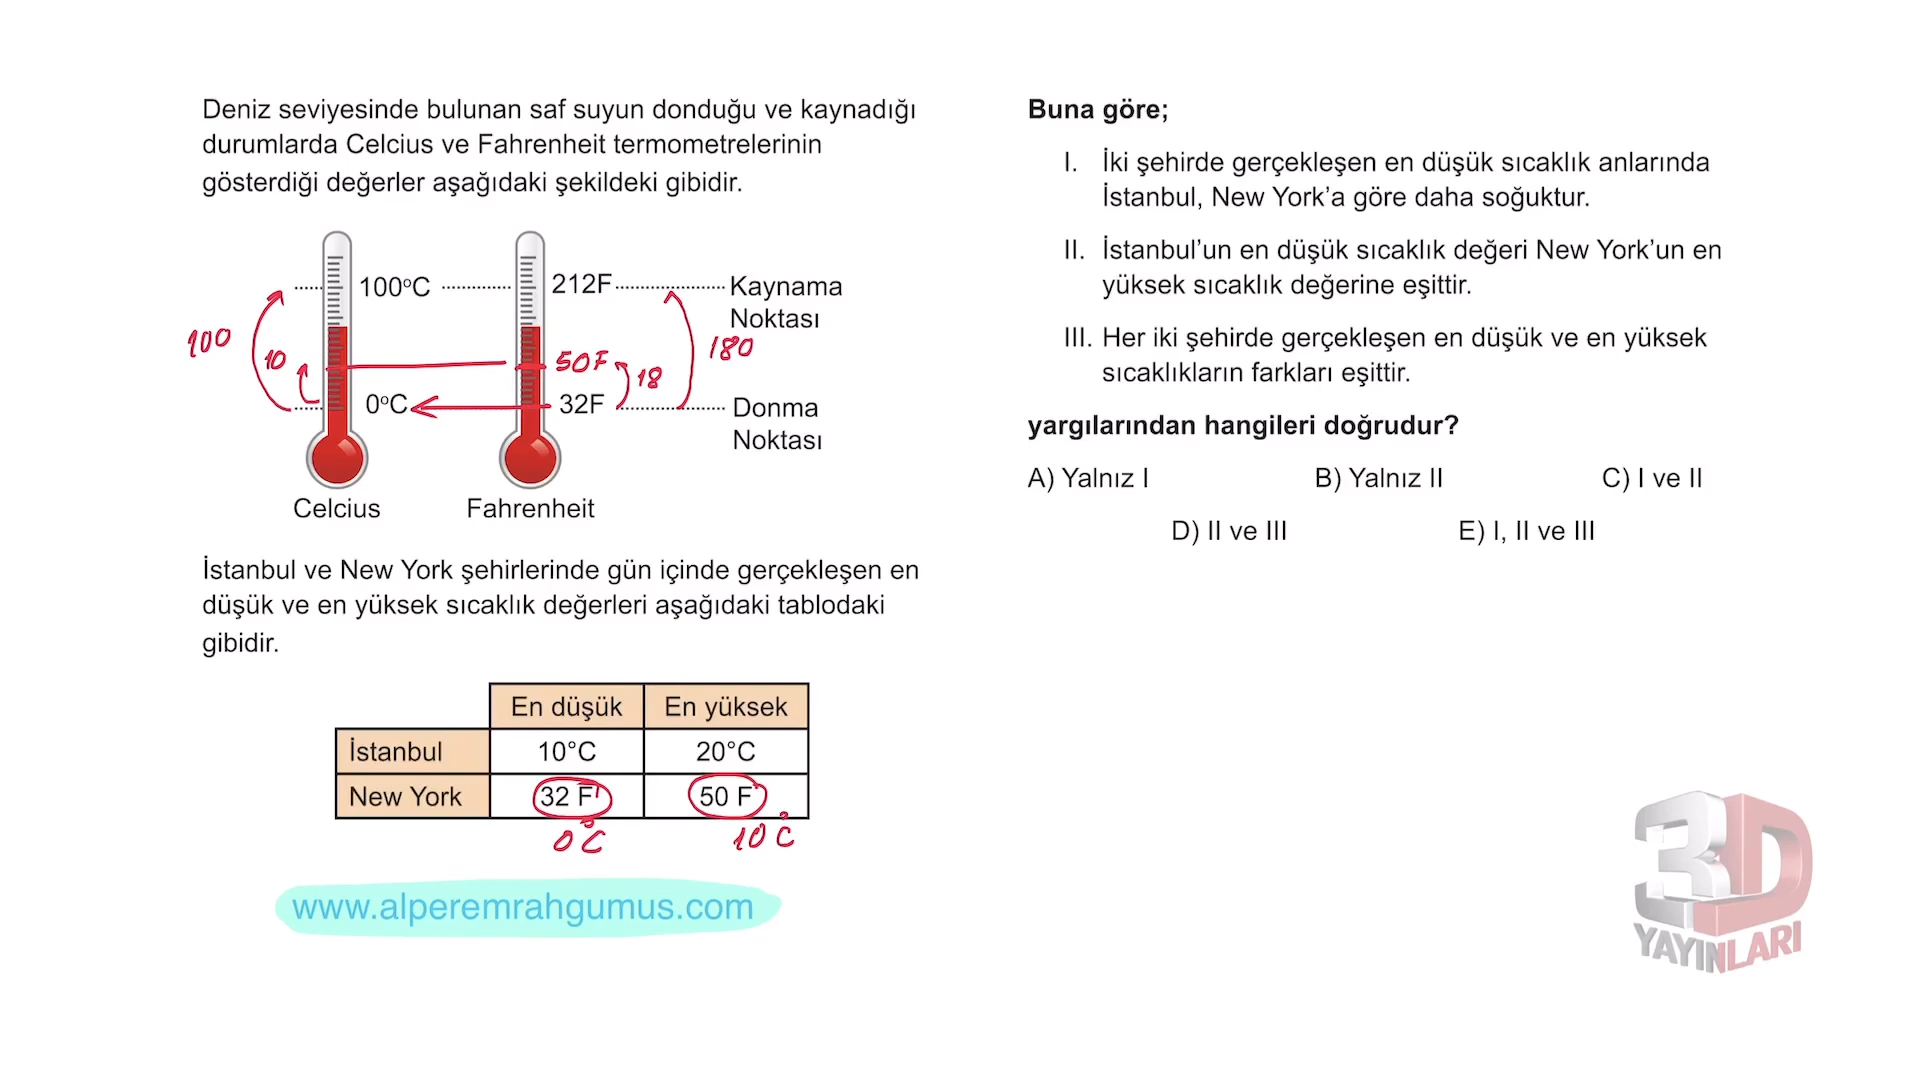 Deniz seviyesinde bulunan saf suyun donduğu ve kaynadığı
durumlarda Celcius ve Fahrenheit termometrelerinin
gösterdiği değerler aşağıdaki şekildeki gibidir.
100°C
212F
Kaynama
Noktası
100
10
50F
18
180
0°C
32F
Donma
Noktası
Celcius
Fahrenheit
İstanbul ve New York şehirlerinde gün içinde gerçekleşen en
düşük ve en yüksek sıcaklık değerleri aşağıdaki tablodaki
gibidir.
En düşük En yüksek
İstanbul 10°C 20°C
New York 32 F 50 F
0°C 10°C
www.alperemrahgumus.com
Buna göre;
I. İki şehirde gerçekleşen en düşük sıcaklık anlarında
İstanbul, New York’a göre daha soğuktur.
II. İstanbul’un en düşük sıcaklık değeri New York’un en
yüksek sıcaklık değerine eşittir.
III. Her iki şehirde gerçekleşen en düşük ve en yüksek
sıcaklıkların farkları eşittir.
yargılarından hangileri doğrudur?
A) Yalnız I B) Yalnız II C) I ve II
D) II ve III E) I, II ve III
3D
YAYINLARI